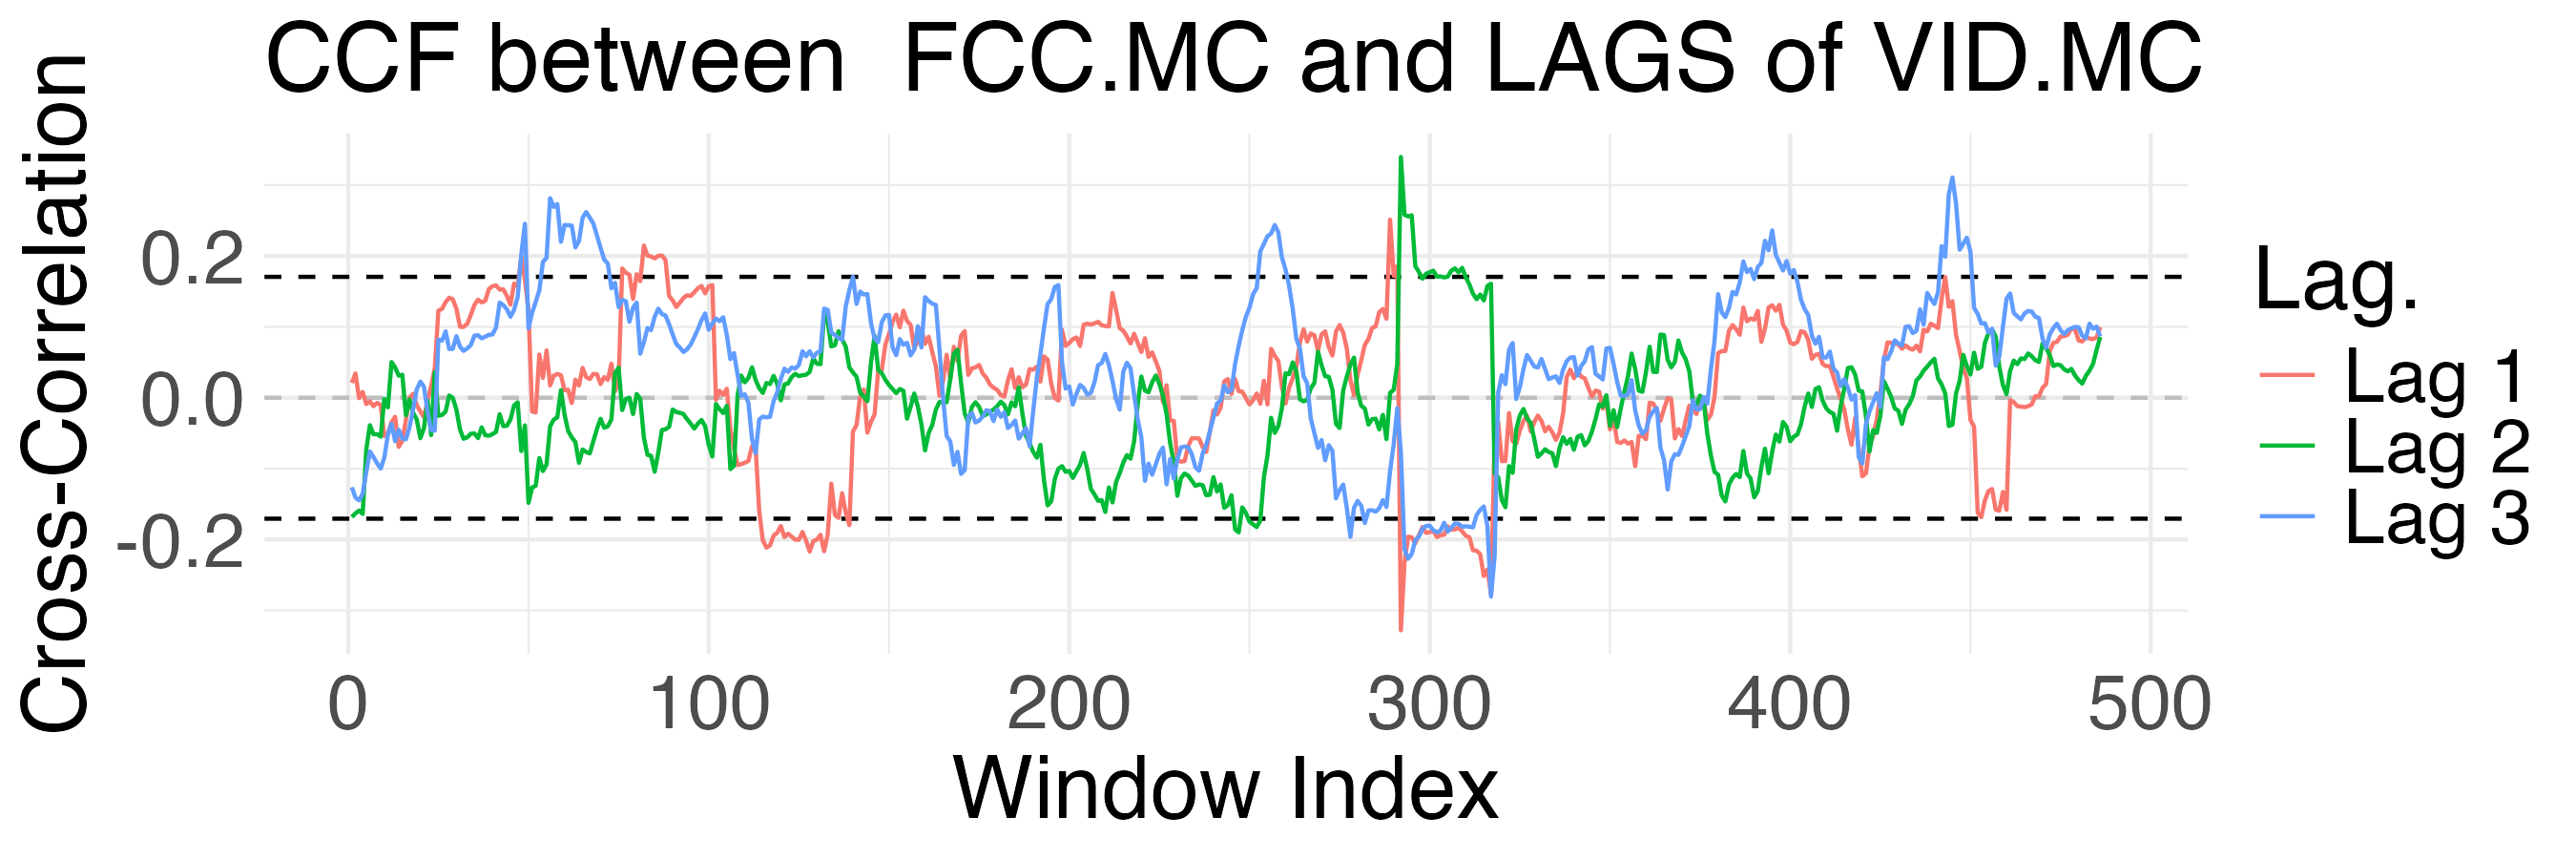 CCF between  FCC.MC and LAGS of VID.MC
Cross-Correlation
0.2
0.0
-0.2
0 100 200 300 400 500
Window Index
Lag.
Lag 1
Lag 2
Lag 3